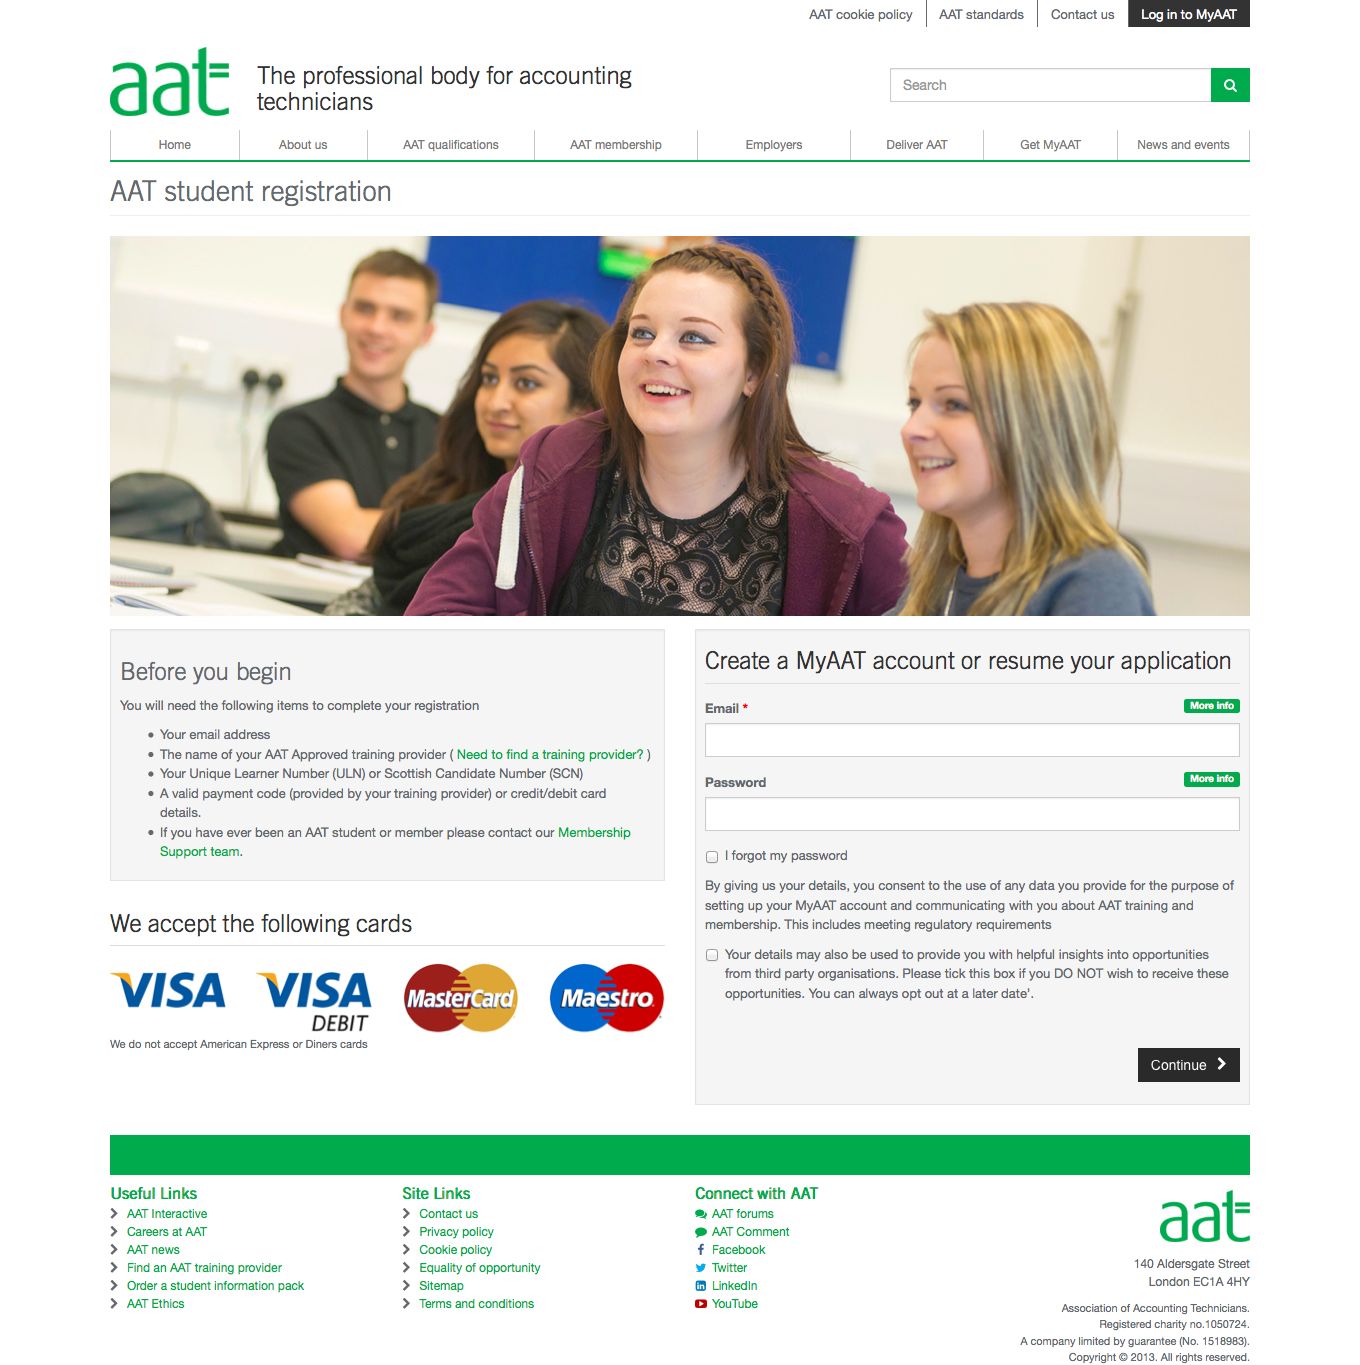 AAT cookie policy
AAT standards
Contact us
Log in to MyAAT
aat
The professional body for accounting
technicians
Search
Home
About us
AAT qualifications
AAT membership
Employers
Deliver AAT
Get MyAAT
News and events
AAT student registration
Before you begin
You will need the following items to complete your registration
Your email address
The name of your AAT Approved training provider ( Need to find a training provider? )
Your Unique Learner Number (ULN) or Scottish Candidate Number (SCN)
A valid payment code (provided by your training provider) or credit/debit card
details.
If you have ever been an AAT student or member please contact our Membership
Support team.
We accept the following cards
VISA
VISA
DEBIT
MasterCard
Maestro
We do not accept American Express or Diners cards
Create a MyAAT account or resume your application
Email *
More info
Password
More info
I forgot my password
By giving us your details, you consent to the use of any data you provide for the purpose of
setting up your MyAAT account and communicating with you about AAT training and
membership. This includes meeting regulatory requirements
Your details may also be used to provide you with helpful insights into opportunities
from third party organisations. Please tick this box if you DO NOT wish to receive these
opportunities. You can always opt out at a later date'.
Continue
Useful Links
AAT Interactive
Careers at AAT
AAT news
Find an AAT training provider
Order a student information pack
AAT Ethics
Site Links
Contact us
Privacy policy
Cookie policy
Equality of opportunity
Sitemap
Terms and conditions
Connect with AAT
AAT forums
AAT Comment
Facebook
Twitter
LinkedIn
YouTube
aat
140 Aldersgate Street
London EC1A 4HY
Association of Accounting Technicians.
Registered charity no.1050724.
A company limited by guarantee (No. 1518983).
Copyright © 2013. All rights reserved.